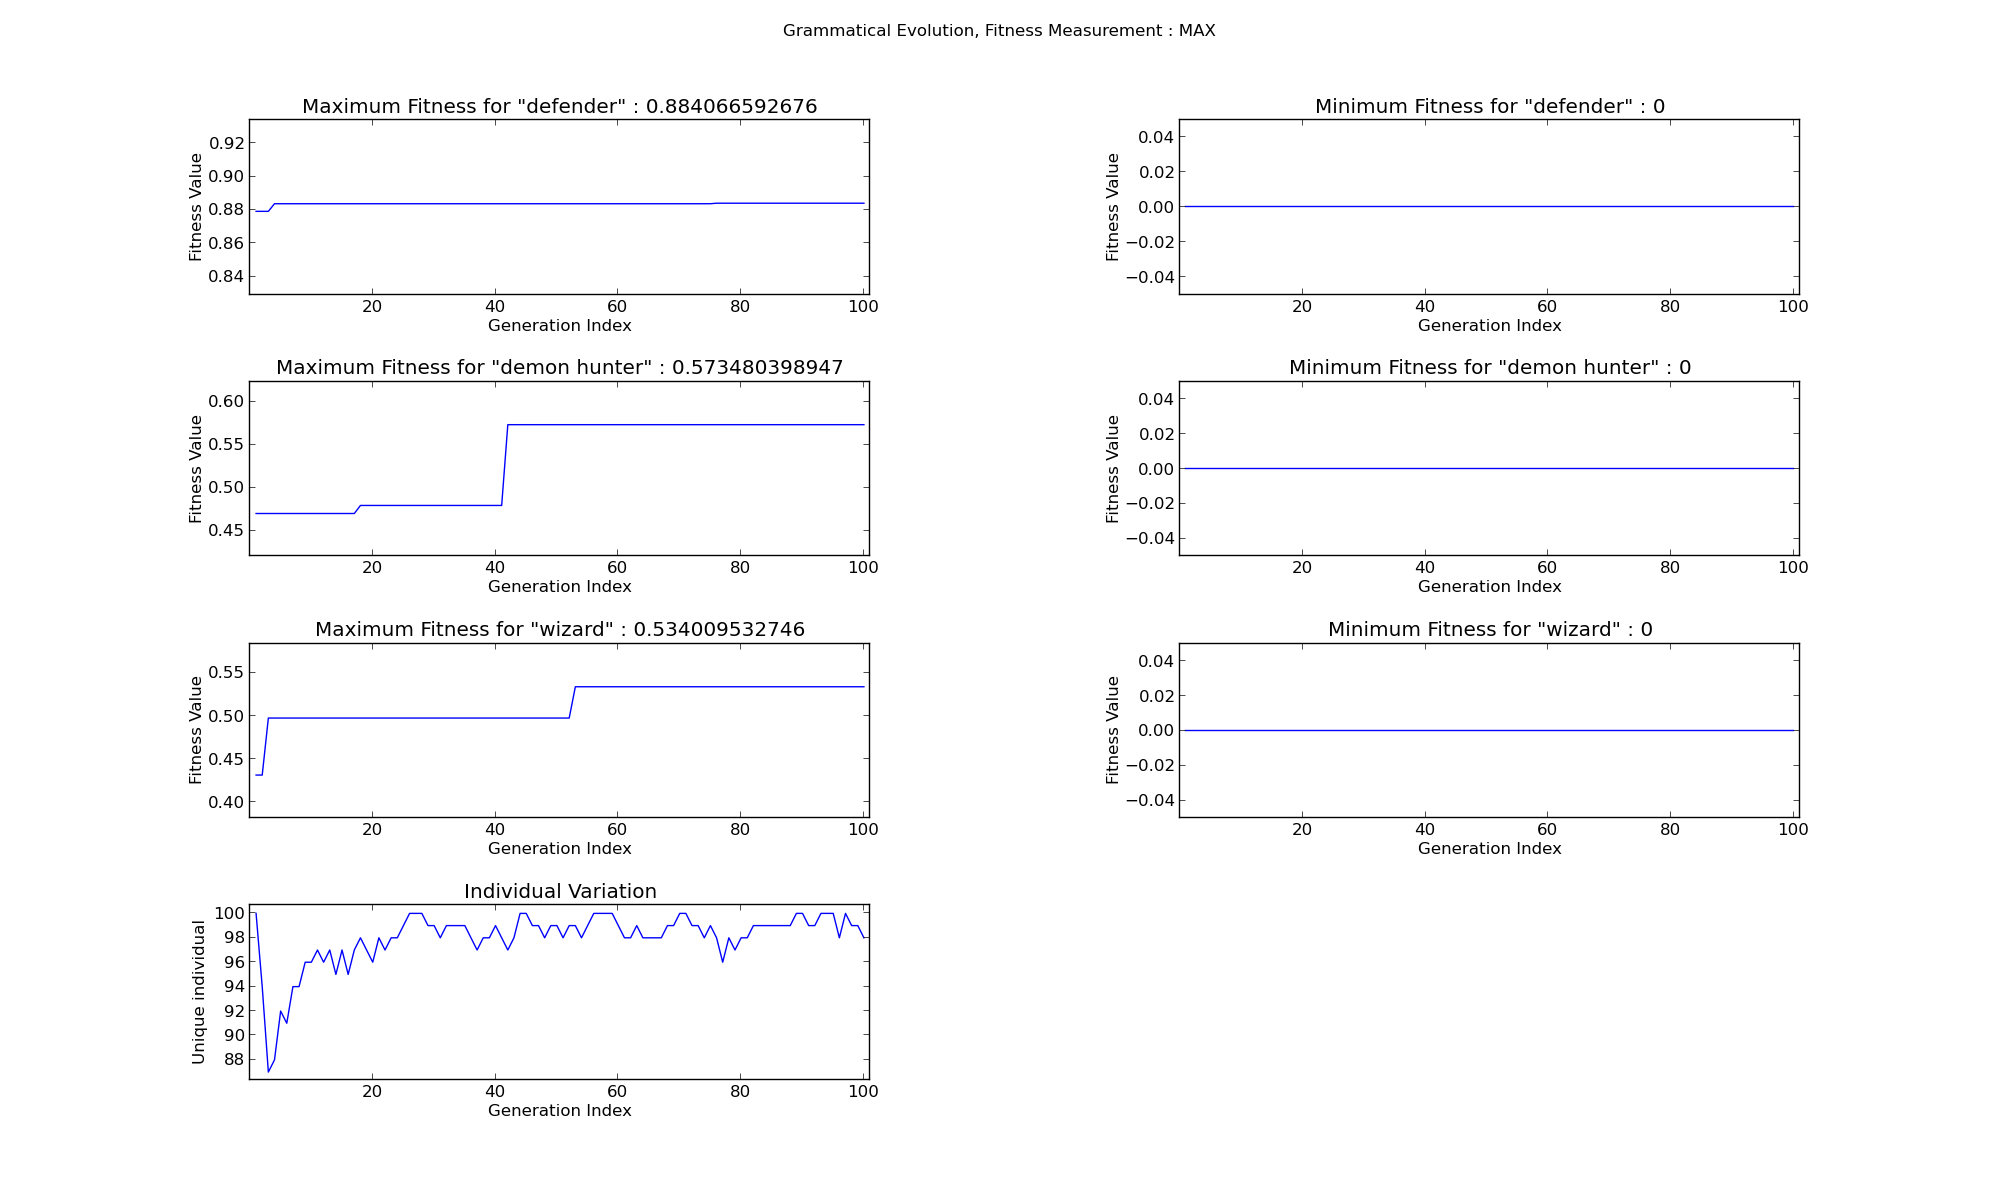 Grammatical Evolution, Fitness Measurement : MAX
Maximum Fitness for "defender" : 0.884066592676
Fitness Value
0.92
0.90
0.88
0.86
0.84
20 40 60 80 100
Generation Index
Minimum Fitness for "defender" : 0
Fitness Value
0.04
0.02
0.00
−0.02
−0.04
20 40 60 80 100
Generation Index
Maximum Fitness for "demon hunter" : 0.573480398947
Fitness Value
0.60
0.55
0.50
0.45
20 40 60 80 100
Generation Index
Minimum Fitness for "demon hunter" : 0
Fitness Value
0.04
0.02
0.00
−0.02
−0.04
20 40 60 80 100
Generation Index
Maximum Fitness for "wizard" : 0.534009532746
Fitness Value
0.55
0.50
0.45
0.40
20 40 60 80 100
Generation Index
Minimum Fitness for "wizard" : 0
Fitness Value
0.04
0.02
0.00
−0.02
−0.04
20 40 60 80 100
Generation Index
Individual Variation
Unique individual
100
98
96
94
92
90
88
20 40 60 80 100
Generation Index